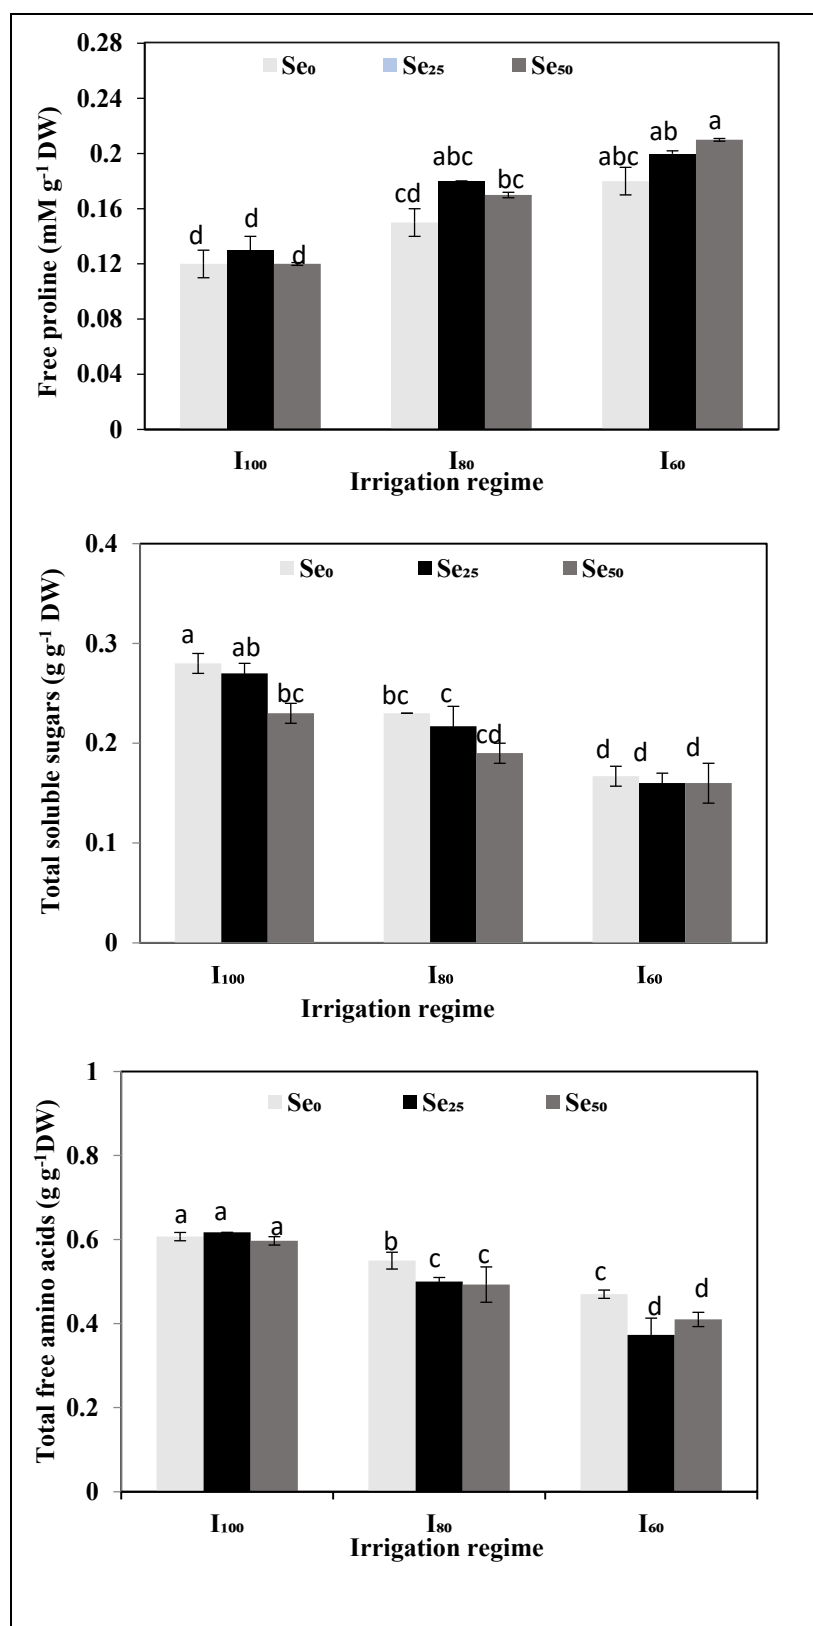 0.28
Se₀ Se₂₅ Se₅₀
0.24
0.2
0.16
0.12
0.08
0.04
0
Free proline (mM g⁻¹ DW)
d d d
cd abc bc
abc ab a
I₁₀₀ I₈₀ I₆₀
Irrigation regime
0.4
Se₀ Se₂₅ Se₅₀
0.3
0.2
0.1
0
Total soluble sugars (g g⁻¹ DW)
a ab bc
bc c cd
d d d
I₁₀₀ I₈₀ I₆₀
Irrigation regime
1
Se₀ Se₂₅ Se₅₀
0.8
0.6
0.4
0.2
0
Total free amino acids (g g⁻¹DW)
a a a
b c c
c d d
I₁₀₀ I₈₀ I₆₀
Irrigation regime